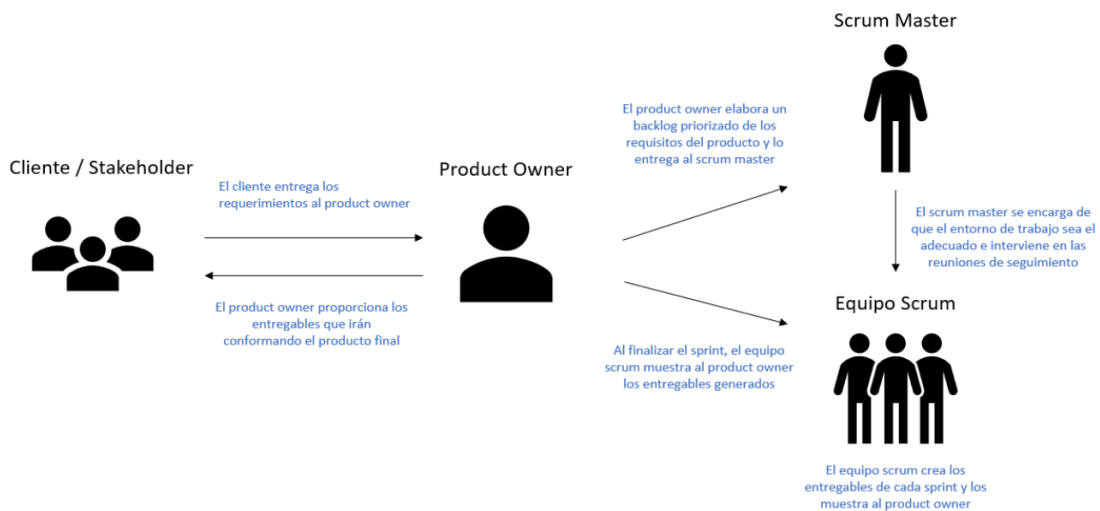 Scrum Master
El product owner elabora un
backlog priorizado de los
requisitos del producto y lo
entrega al scrum master
Cliente / Stakeholder
Product Owner
El cliente entrega los
requerimientos al product owner
El scrum master se encarga de
que el entorno de trabajo sea el
adecuado e interviene en las
reuniones de seguimiento
El product owner proporciona los
entregables que irán
conformando el producto final
Equipo Scrum
Al finalizar el sprint, el equipo
scrum muestra al product owner
los entregables generados
El equipo scrum crea los
entregables de cada sprint y los
muestra al product owner